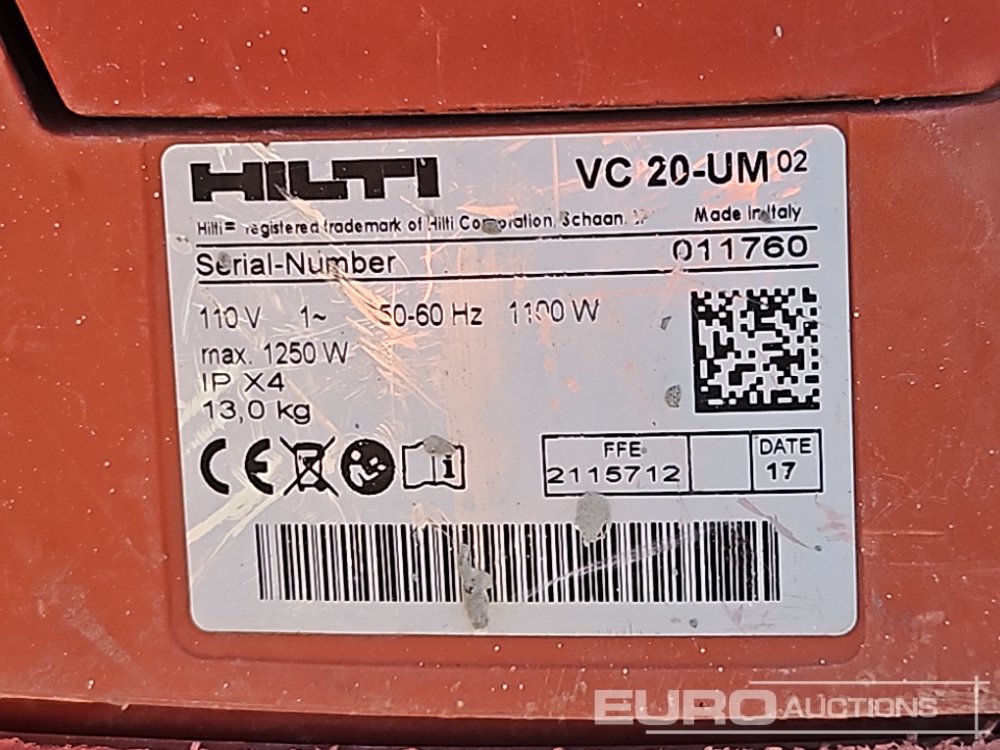 HILTI VC 20-UM 02
Hilti= registered trademark of Hilti Corporation, Schaan, Made in Italy
Serial-Number 011760
110 V 1~ 50-60 Hz 1100 W
max. 1250 W
IP X4
13,0 kg
CE
i
FFE DATE
2115712 17
EURO AUCTIONS